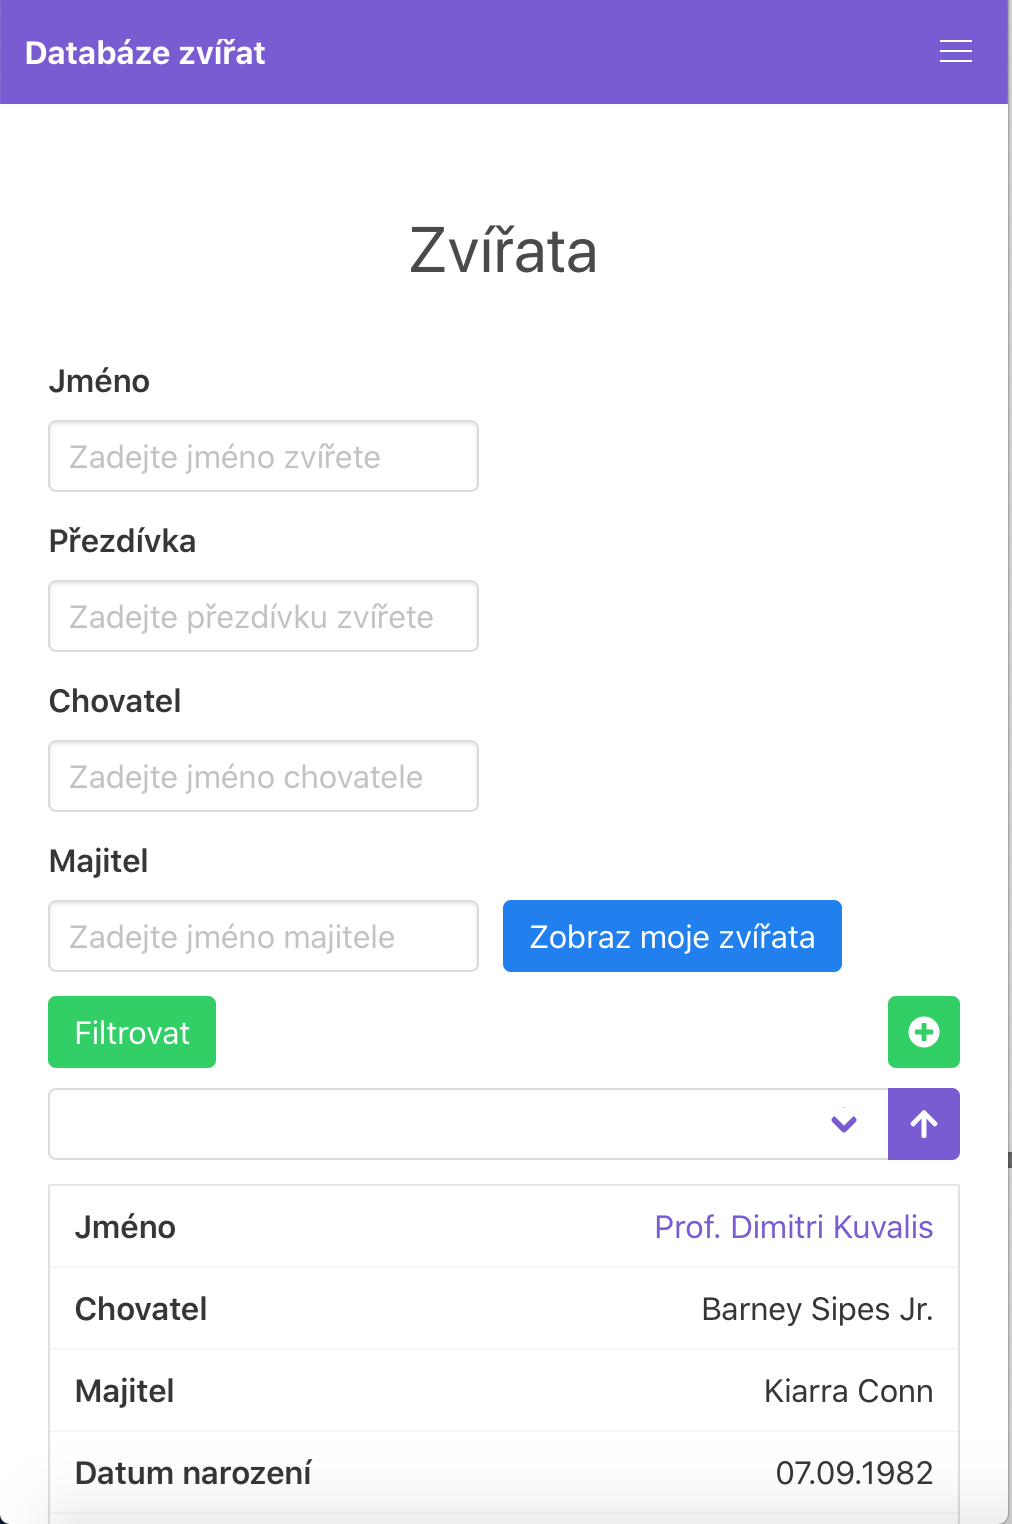 Databáze zvířat
Zvířata
Jméno
Zadejte jméno zvířete
Přezdívka
Zadejte přezdívku zvířete
Chovatel
Zadejte jméno chovatele
Majitel
Zadejte jméno majitele Zobraz moje zvířata
Filtrovat
Jméno Prof. Dimitri Kuvalis
Chovatel Barney Sipes Jr.
Majitel Kiarra Conn
Datum narození 07.09.1982